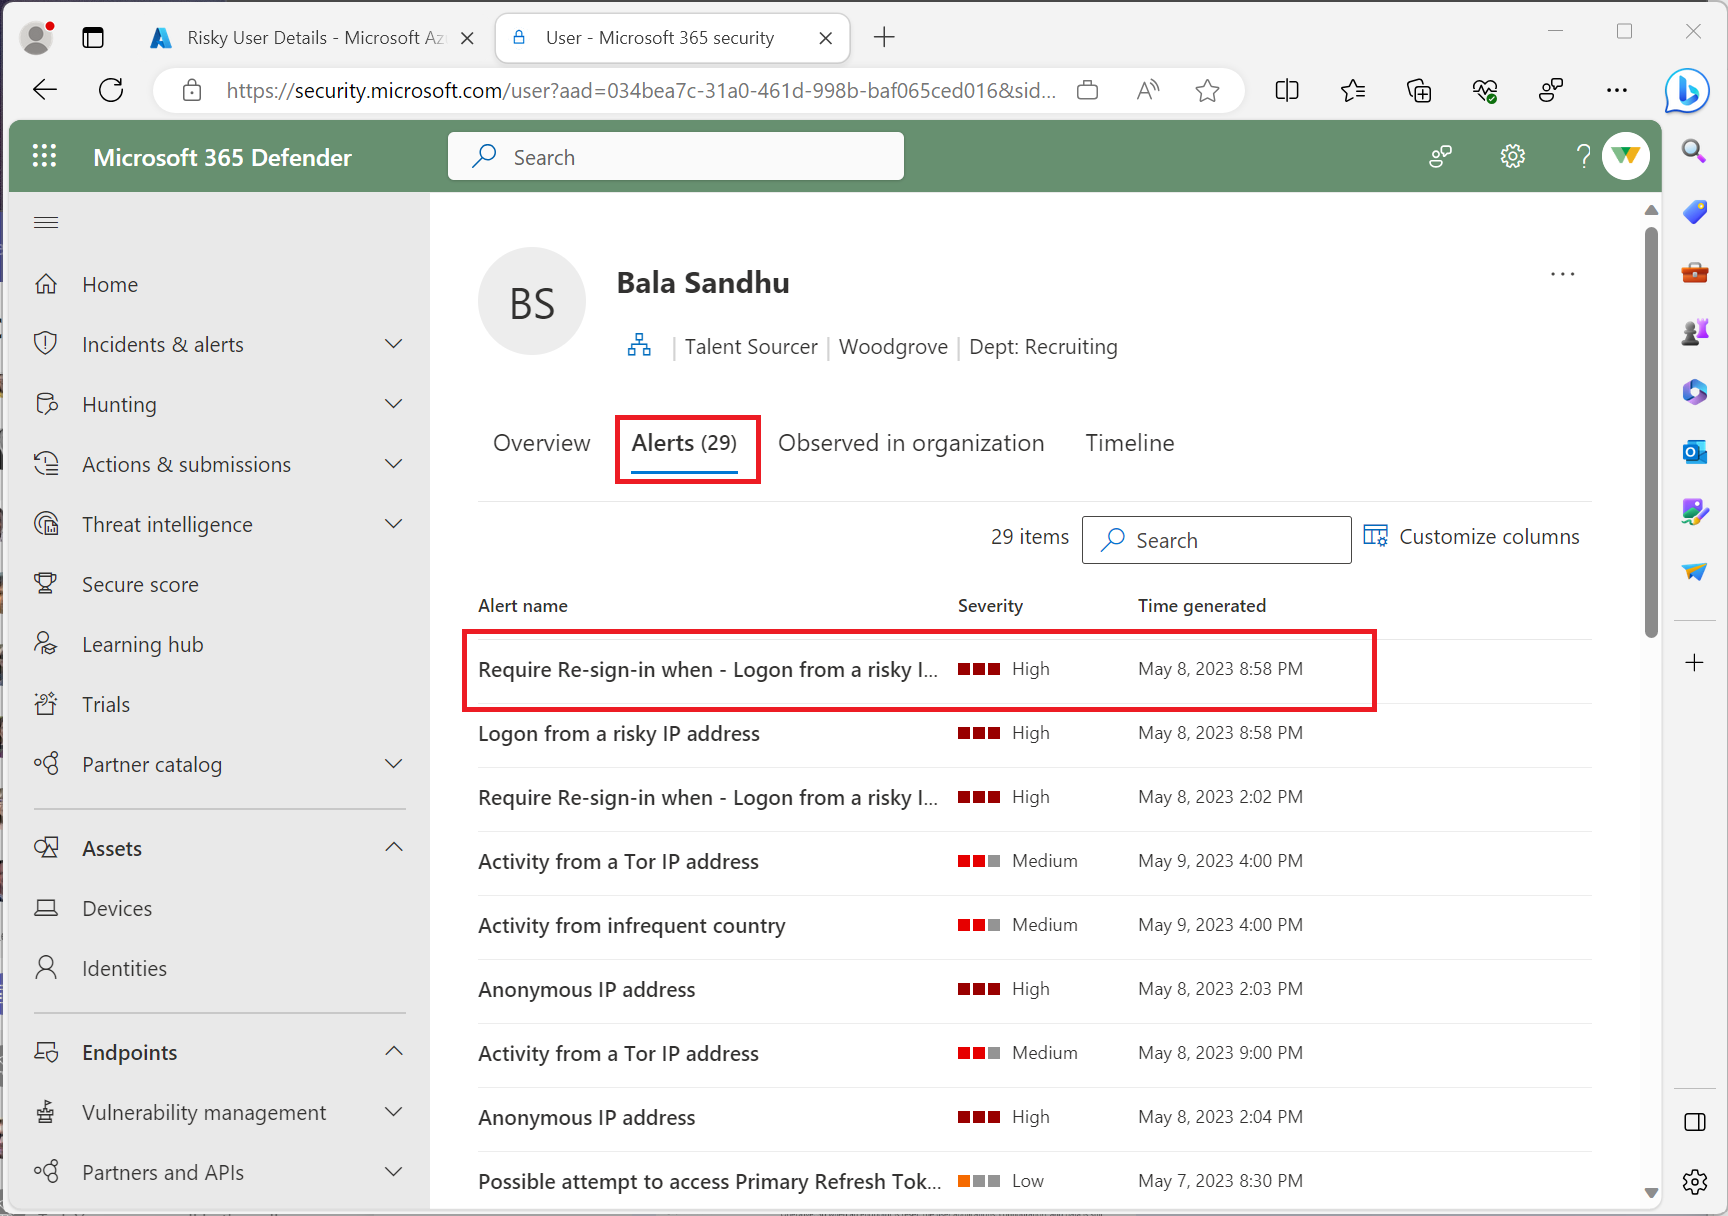 Risky User Details - Microsoft Az
User - Microsoft 365 security
https://security.microsoft.com/user?aad=034bea7c-31a0-461d-998b-baf065ced016&sid...
Microsoft 365 Defender
Search
Home
Incidents & alerts
Hunting
Actions & submissions
Threat intelligence
Secure score
Learning hub
Trials
Partner catalog
Assets
Devices
Identities
Endpoints
Vulnerability management
Partners and APIs
BS
Bala Sandhu
Talent Sourcer | Woodgrove | Dept: Recruiting
Overview Alerts (29) Observed in organization Timeline
29 items Search Customize columns
Alert name Severity Time generated
Require Re-sign-in when - Logon from a risky I... High May 8, 2023 8:58 PM
Logon from a risky IP address High May 8, 2023 8:58 PM
Require Re-sign-in when - Logon from a risky I... High May 8, 2023 2:02 PM
Activity from a Tor IP address Medium May 9, 2023 4:00 PM
Activity from infrequent country Medium May 9, 2023 4:00 PM
Anonymous IP address High May 8, 2023 2:03 PM
Activity from a Tor IP address Medium May 8, 2023 9:00 PM
Anonymous IP address High May 8, 2023 2:04 PM
Possible attempt to access Primary Refresh Tok... Low May 7, 2023 8:30 PM